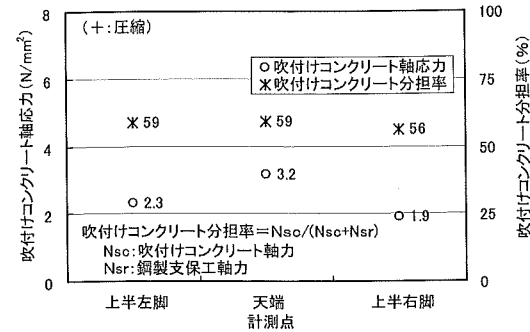 吹付けコンクリート軸応力(N/mm²)
8
6
4
2
0
(+:圧縮)
吹付けコンクリート軸応力
吹付けコンクリート分担率
59
59
56
2.3
3.2
1.9
吹付けコンクリート分担率=Nsc/(Nsc+Nsr)
Nsc:吹付けコンクリート軸力
Nsr:鋼製支保工軸力
100
75
50
25
0
吹付けコンクリート分担率(%)
上半左脚
天端
上半右脚
計測点